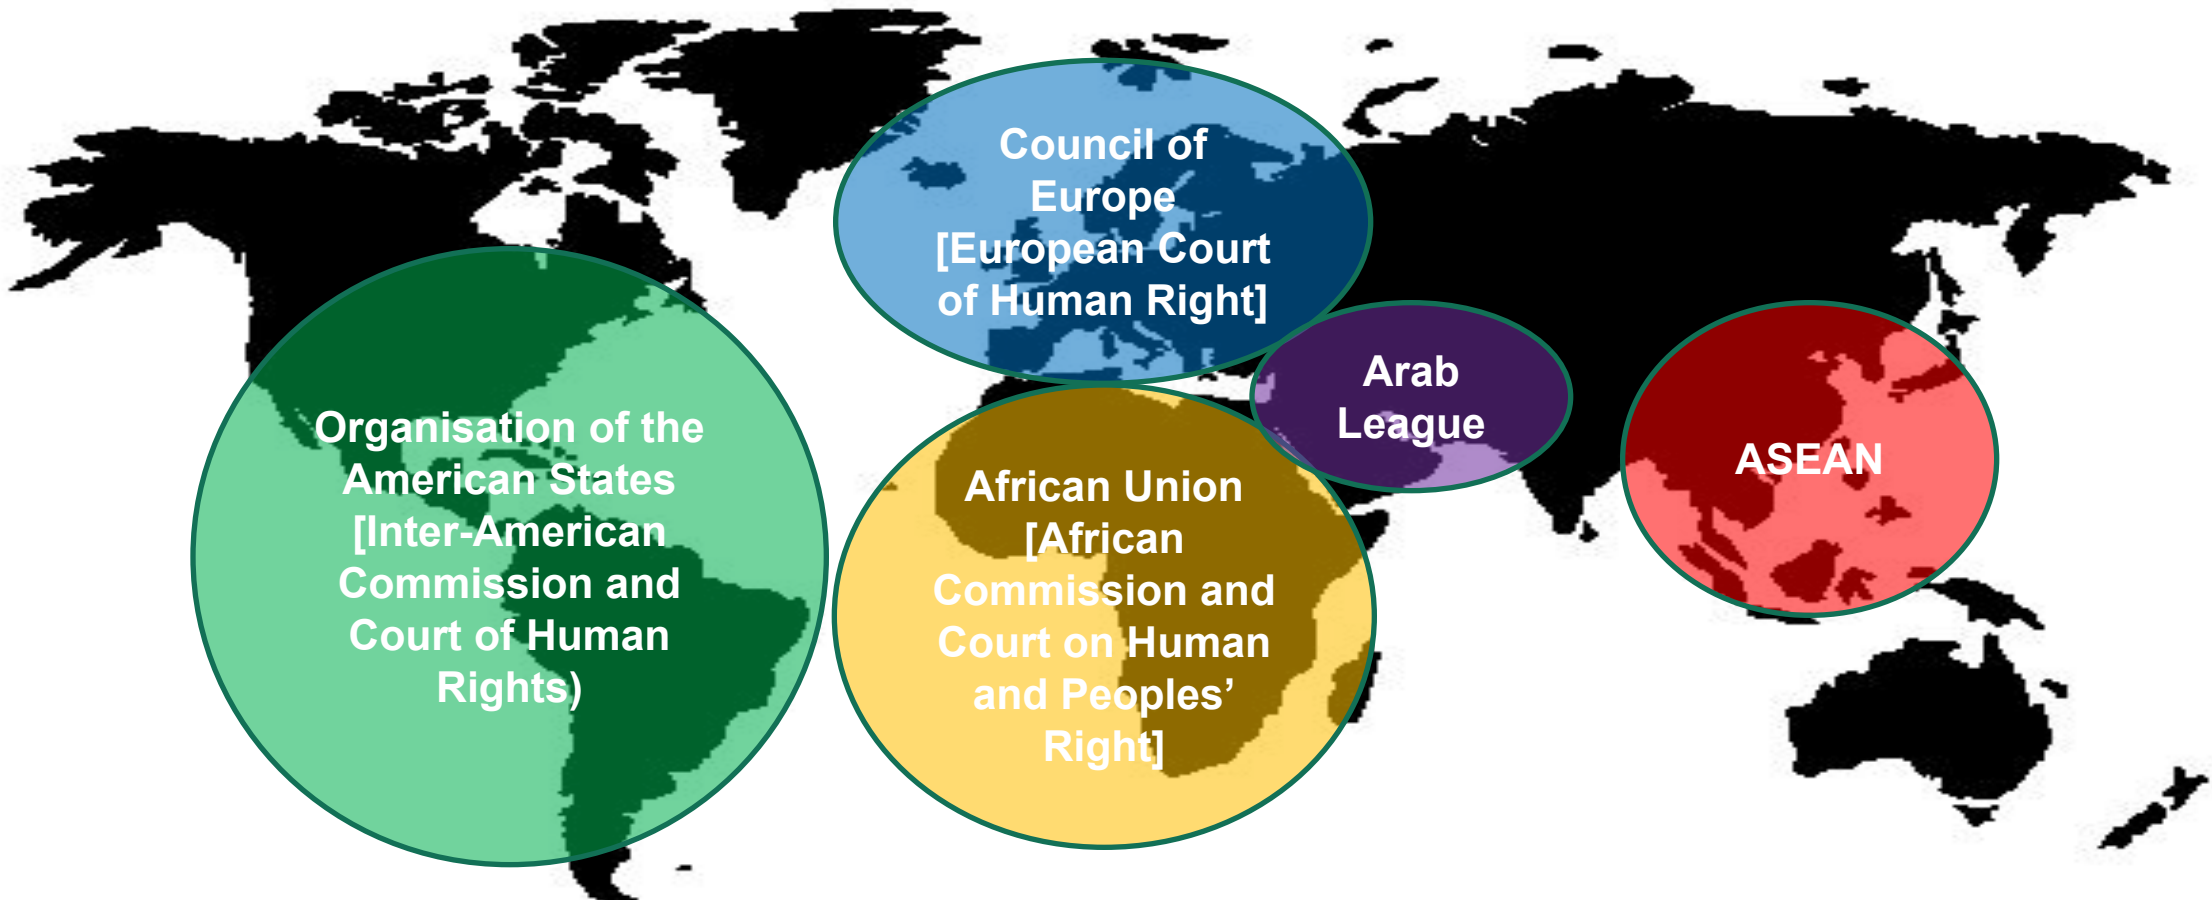 Council of
Europe
[European Court
of Human Right]
Arab
League
ASEAN
Organisation of the
American States
[Inter-American
Commission and
Court of Human
Rights)
African Union
[African
Commission and
Court on Human
and Peoples’
Right]